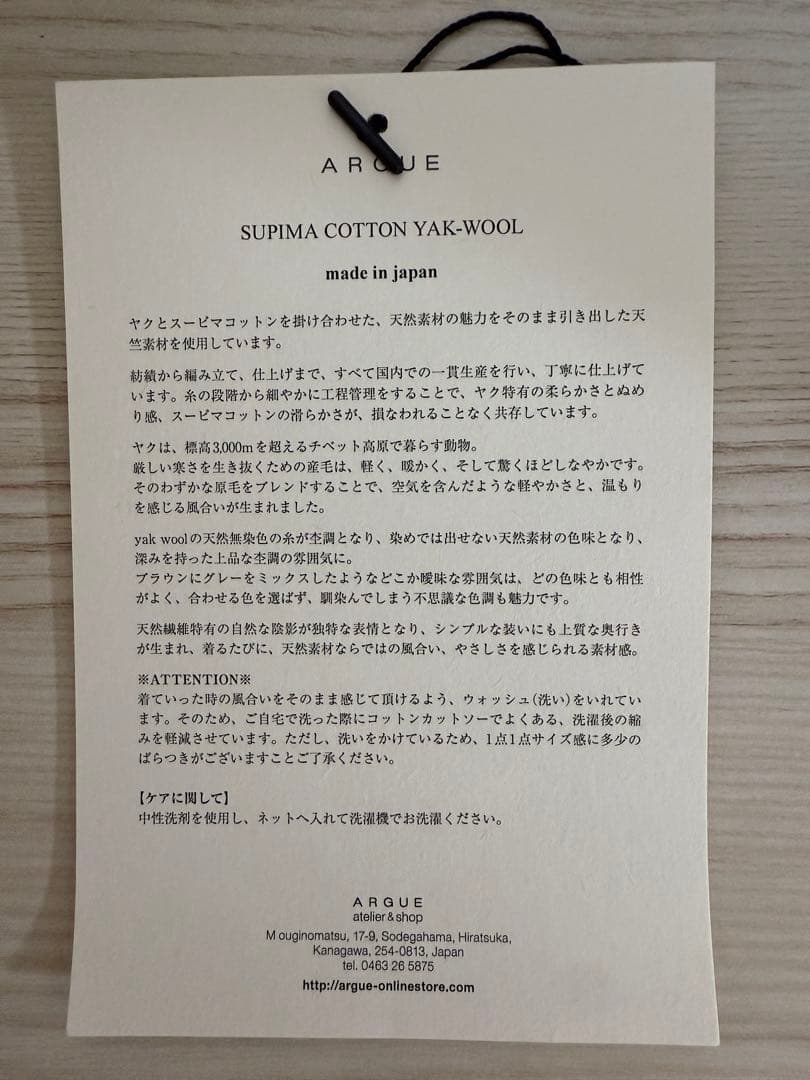 ARGUE
SUPIMA COTTON YAK-WOOL
made in japan
ヤクとスーピマコットンを掛け合わせた、天然素材の魅力をそのまま引き出した天
竺素材を使用しています。
紡績から編み立て、仕上げまで、すべて国内での一貫生産を行い、丁寧に仕上げて
います。糸の段階から細やかに工程管理をすることで、ヤク特有の柔らかさとぬめ
り感、スーピマコットンの滑らかさが、損なわれることなく共存しています。
ヤクは、標高3,000mを超えるチベット高原で暮らす動物。
厳しい寒さを生き抜くための産毛は、軽く、暖かく、そして驚くほどしなやかです。
そのわずかな原毛をブレンドすることで、空気を含んだような軽やかさと、温もり
を感じる風合いが生まれました。
yak woolの天然無染色の糸が杢調となり、染めでは出せない天然素材の色味となり、
深みを持った上品な杢調の雰囲気に。
ブラウンにグレーをミックスしたようなどこか曖昧な雰囲気は、どの色味とも相性
がよく、合わせる色を選ばず、馴染んでしまう不思議な色調も魅力です。
天然繊維特有の自然な陰影が独特な表情となり、シンプルな装いにも上質な奥行き
が生まれ、着るたびに、天然素材ならではの風合い、やさしさを感じられる素材感。
※ATTENTION※
着ていった時の風合いをそのまま感じて頂けるよう、ウォッシュ(洗い)をいれてい
ます。そのため、ご自宅で洗った際にコットンカットソーでよくある、洗濯後の縮
みを軽減させています。ただし、洗いをかけているため、1点1点サイズ感に多少の
ばらつきがございますことご了承ください。
【ケアに関して】
中性洗剤を使用し、ネットへ入れて洗濯機でお洗濯ください。
ARGUE
atelier&shop
M ouginomatsu, 17-9, Sodegahama, Hiratsuka,
Kanagawa, 254-0813, Japan
tel. 0463 26 5875
http://argue-onlinestore.com